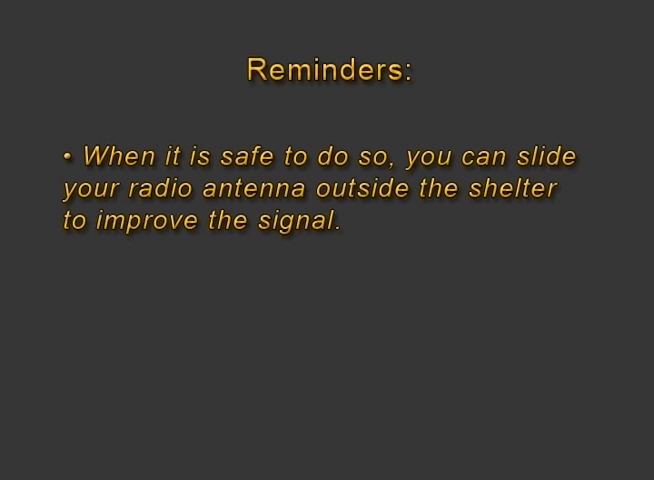 Reminders:
• When it is safe to do so, you can slide
your radio antenna outside the shelter
to improve the signal.